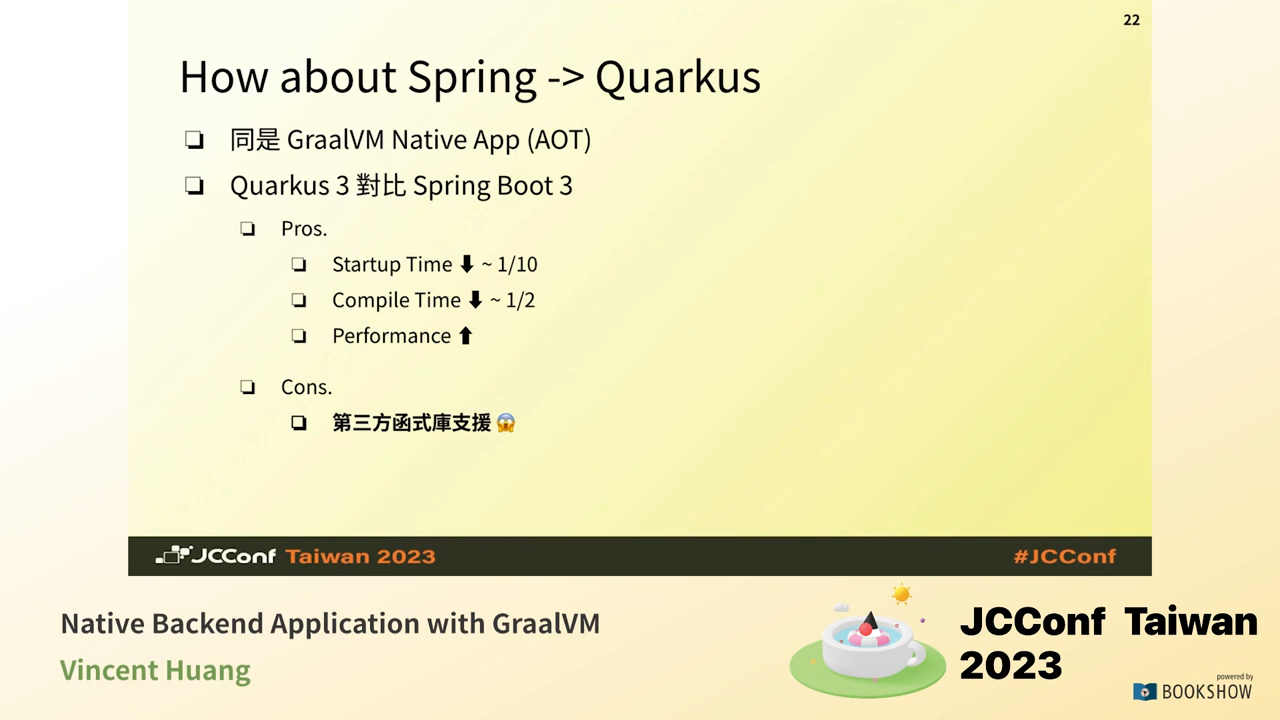 22
How about Spring -> Quarkus
❏ 同是 GraalVM Native App (AOT)
❏ Quarkus 3 對比 Spring Boot 3
❏ Pros.
❏ Startup Time ⬇ ~ 1/10
❏ Compile Time ⬇ ~ 1/2
❏ Performance ⬆
❏ Cons.
❏ 第三方函式庫支援 😱
JCConf Taiwan 2023
#JCConf
Native Backend Application with GraalVM
Vincent Huang
JCConf Taiwan
2023
powered by
BOOKSHOW